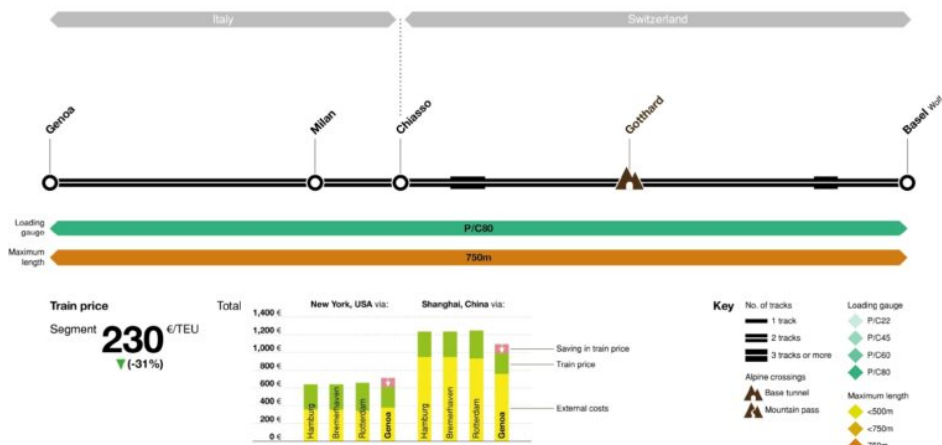 Italy
Switzerland
Genoa
Milan
Chiasso
Gotthard
Basel Wolf
Loading
gauge
P/C80
Maximum
length
750m
Train price
Segment 230 €/TEU
(-31%)
Total
New York, USA via:
Shanghai, China via:
1,400 €
1,200 €
1,000 €
800 €
600 €
400 €
200 €
0 €
Hamburg
Bremerhaven
Rotterdam
Genoa
Hamburg
Bremerhaven
Rotterdam
Genoa
Saving in train price
Train price
External costs
Key
No. of tracks
1 track
2 tracks
3 tracks or more
Alpine crossings
Base tunnel
Mountain pass
Loading gauge
P/C22
P/C45
P/C60
P/C80
Maximum length
<500m
<750m
750m